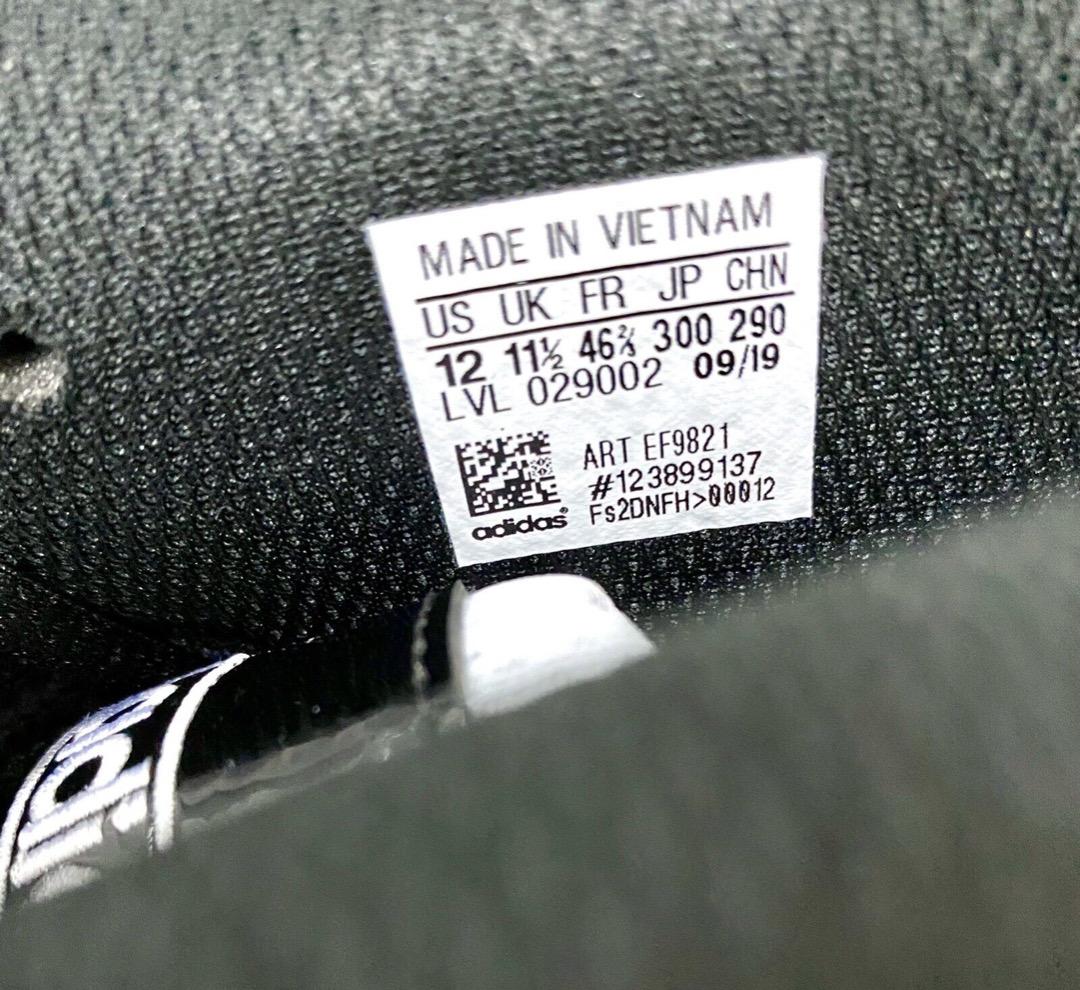 MADE IN VIETNAM
US UK FR JP CHN
12 11½ 46⅔ 300 290
LVL 029002 09/19
ART EF9821
#123899137
Fs2DNFH>00012
adidas®